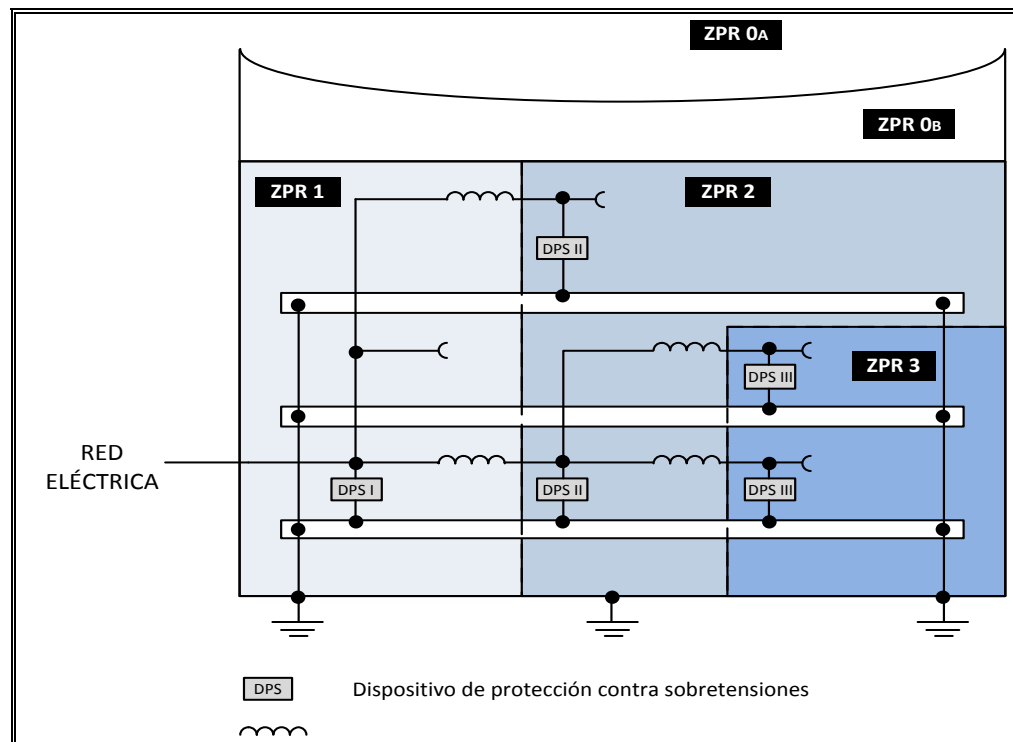 ZPR 0A
ZPR 0B
ZPR 1
ZPR 2
DPS II
DPS III
ZPR 3
RED
ELÉCTRICA
DPS I
DPS II
DPS III
DPS
Dispositivo de protección contra sobretensiones